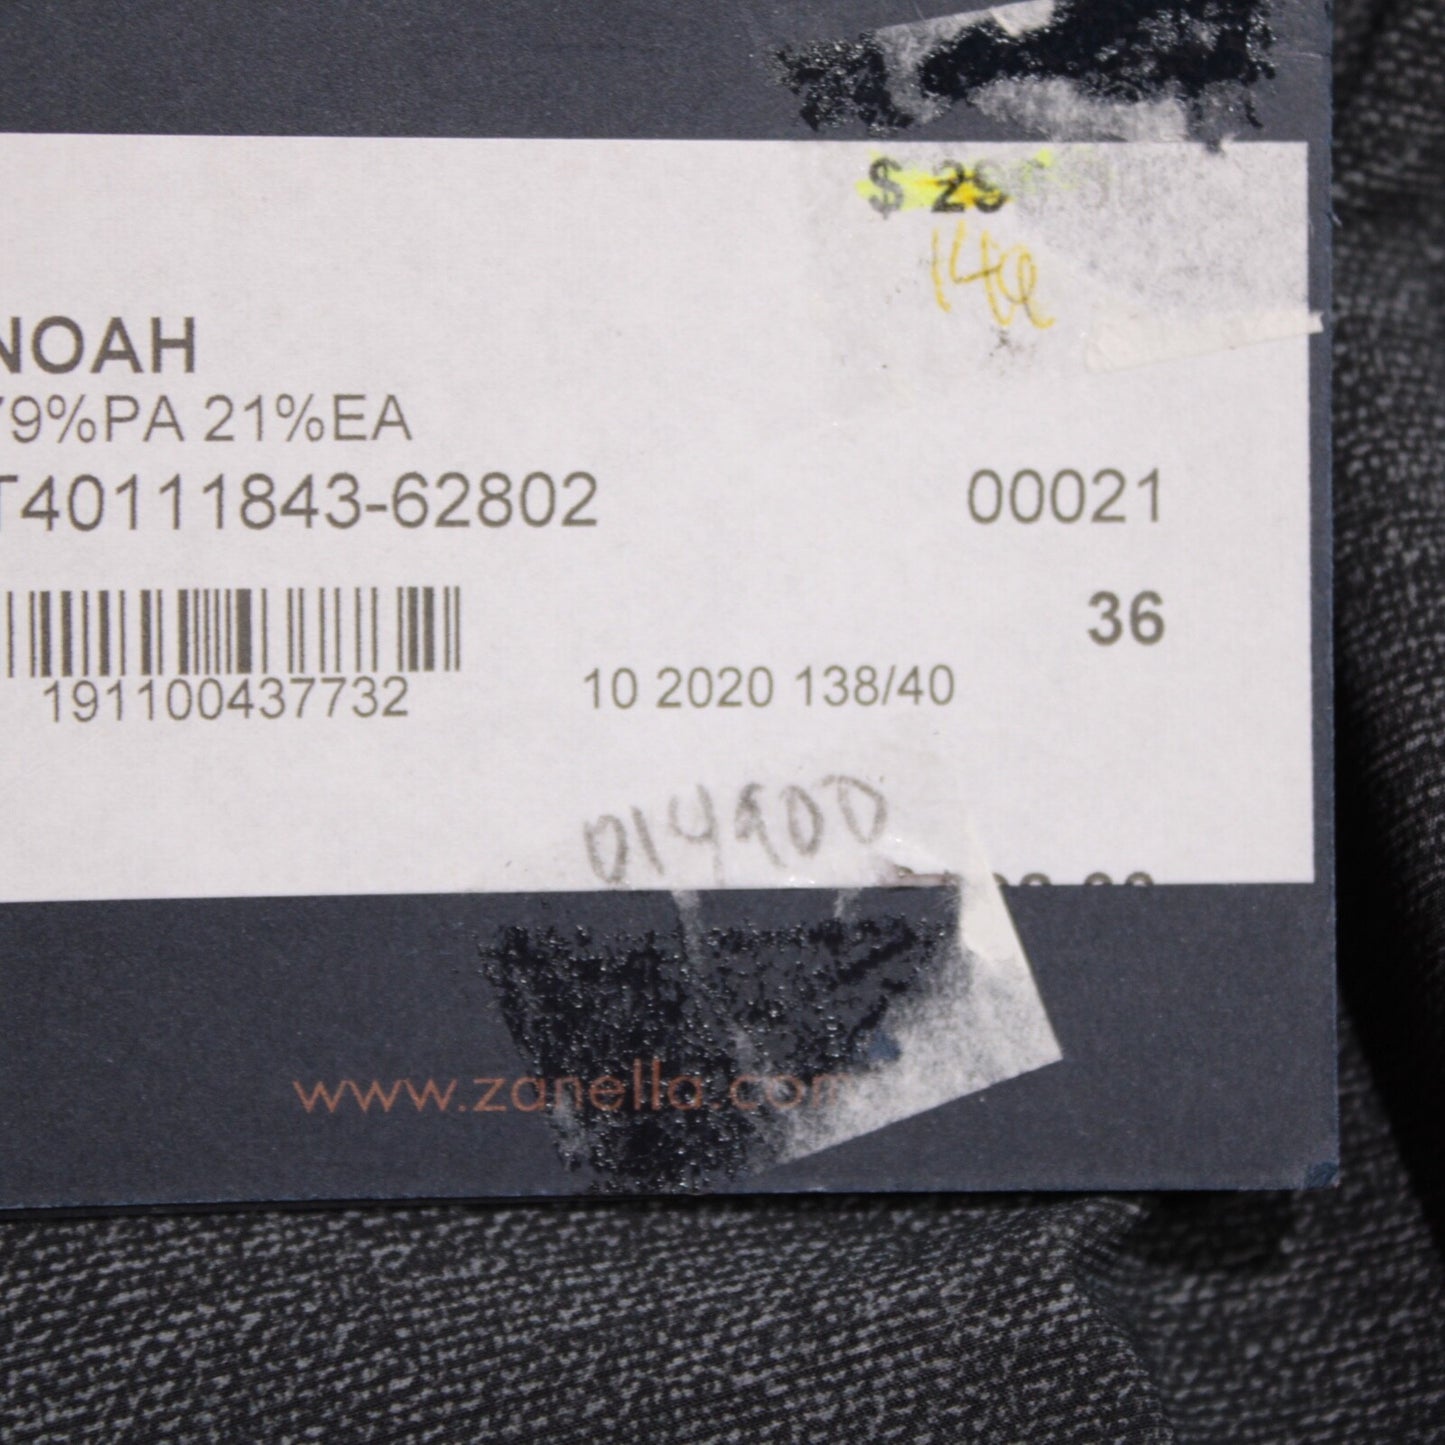 $ 29
NOAH
79%PA 21%EA
T40111843-62802 00021
36
191100437732 10 2020 138/40
014900
www.zanella.com